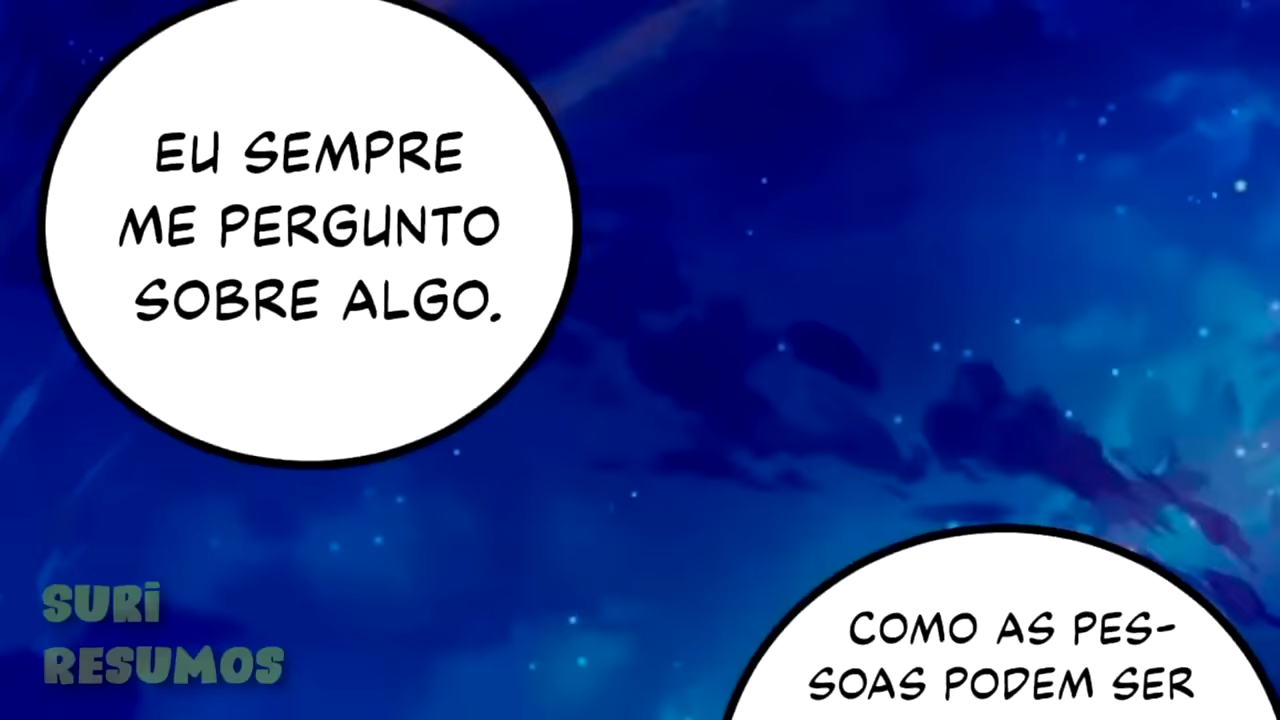 EU SEMPRE
ME PERGUNTO
SOBRE ALGO.
COMO AS PES-
SOAS PODEM SER
SURI
RESUMOS